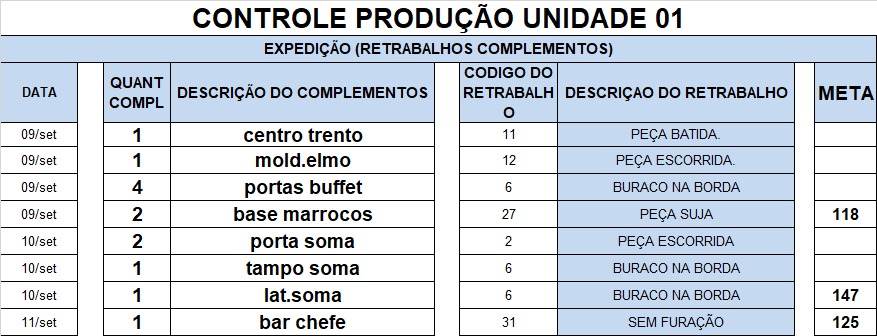 CONTROLE PRODUÇÃO UNIDADE 01
EXPEDIÇÃO (RETRABALHOS COMPLEMENTOS)
DATA QUANT COMPL DESCRIÇÃO DO COMPLEMENTOS CODIGO DO RETRABALHO DESCRIÇAO DO RETRABALHO META
09/set 1 centro trento 11 PEÇA BATIDA.
09/set 1 mold.elmo 12 PEÇA ESCORRIDA.
09/set 4 portas buffet 6 BURACO NA BORDA
09/set 2 base marrocos 27 PEÇA SUJA 118
10/set 2 porta soma 2 PEÇA ESCORRIDA
10/set 1 tampo soma 6 BURACO NA BORDA
10/set 1 lat.soma 6 BURACO NA BORDA 147
11/set 1 bar chefe 31 SEM FURAÇÃO 125